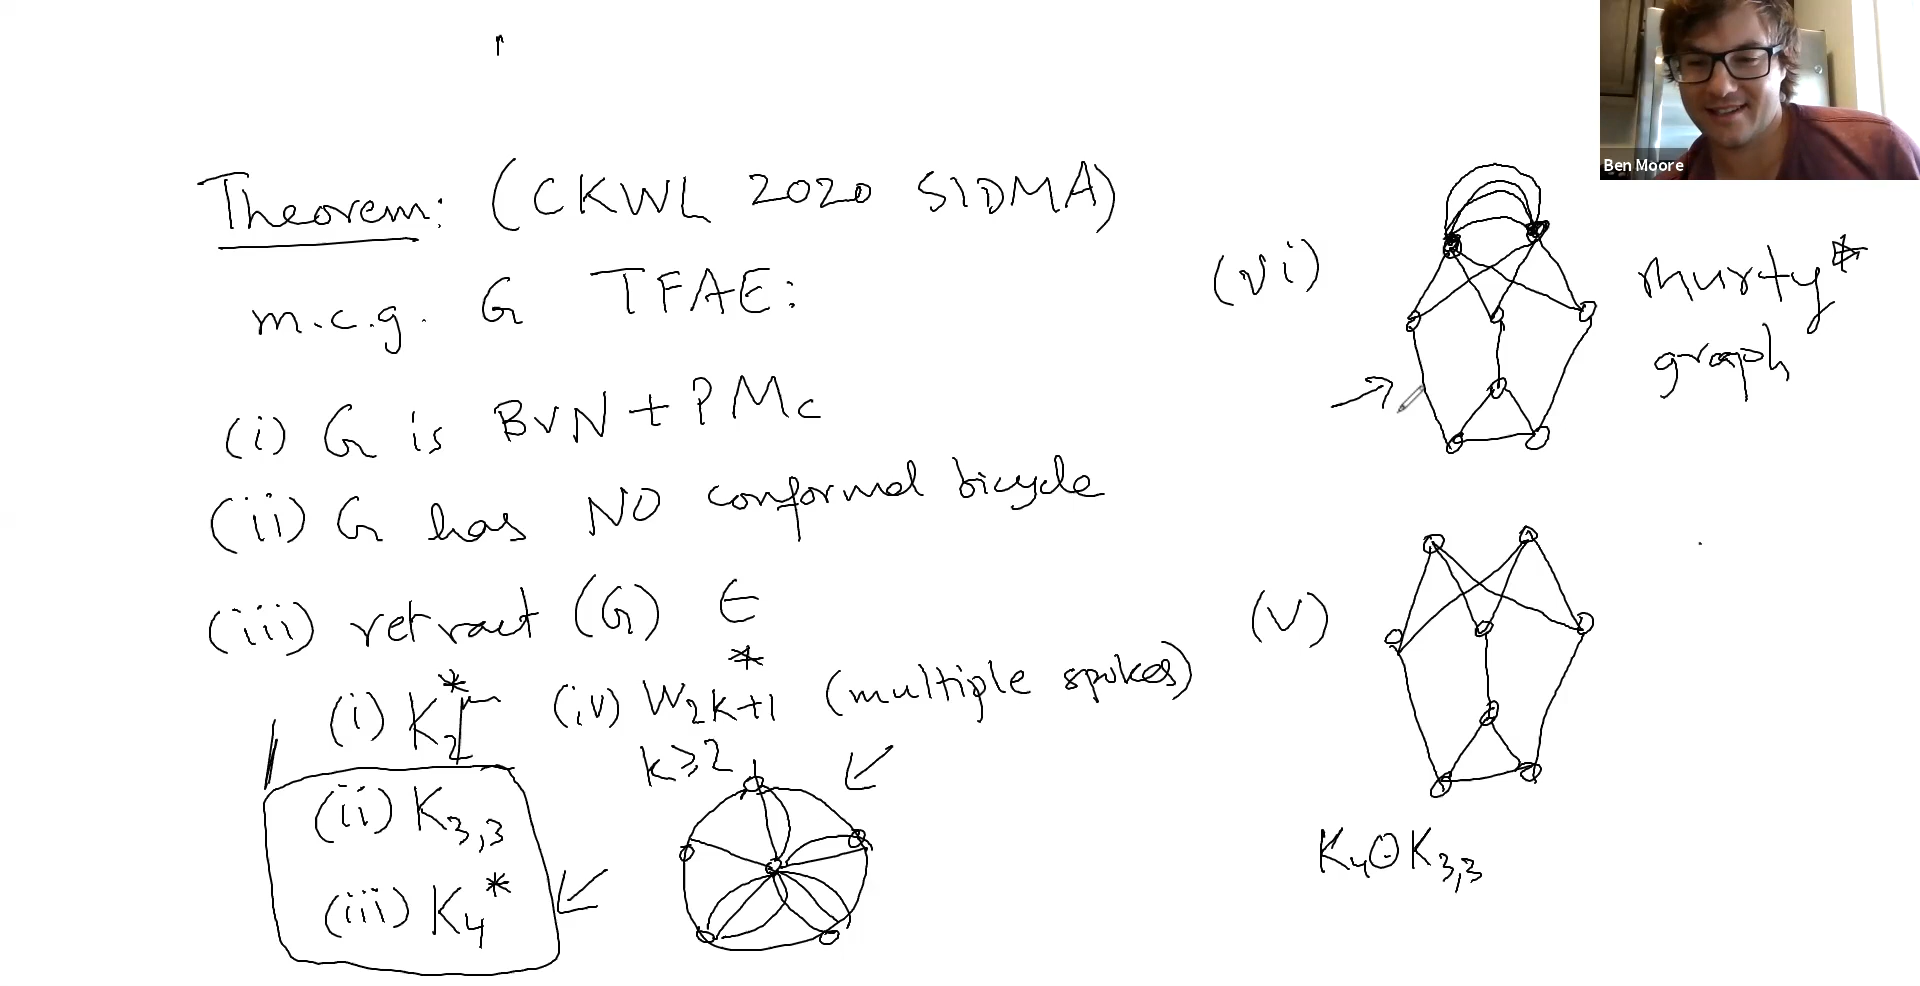 Theorem: (CKWL 2020 SIDMA)
m.c.g. G TFAE:
(i) G is BVN + PMc
(ii) G has NO conformal bicycle
(iii) retract (G) ∈
(i) K₂*
(ii) K₃,₃
(iii) K₄*
(iv) W₂ₖ₊₁* (multiple spokes)
k≥2
(vi)
murty*
graph
(v)
K₄⊙K₃,₃
Ben Moore